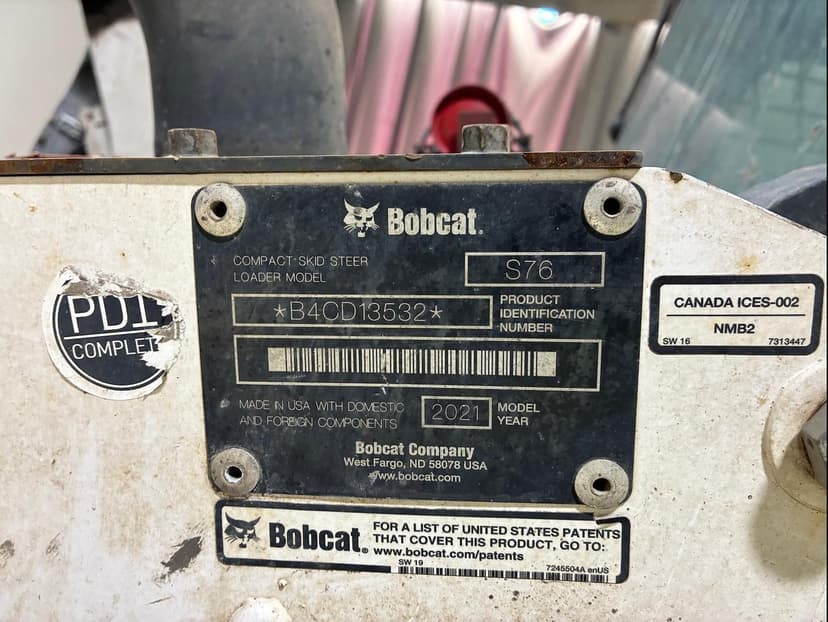 Bobcat.
COMPACT SKID STEER
LOADER MODEL
S76
*B4CD13532*
PRODUCT
IDENTIFICATION
NUMBER
MADE IN USA WITH DOMESTIC
AND FOREIGN COMPONENTS
2021
MODEL
YEAR
Bobcat Company
West Fargo, ND 58078 USA
www.bobcat.com
PDI
COMPLET
CANADA ICES-002
NMB2
SW 16
7313447
Bobcat.
FOR A LIST OF UNITED STATES PATENTS
THAT COVER THIS PRODUCT, GO TO:
www.bobcat.com/patents
SW 19
7245504A enUS